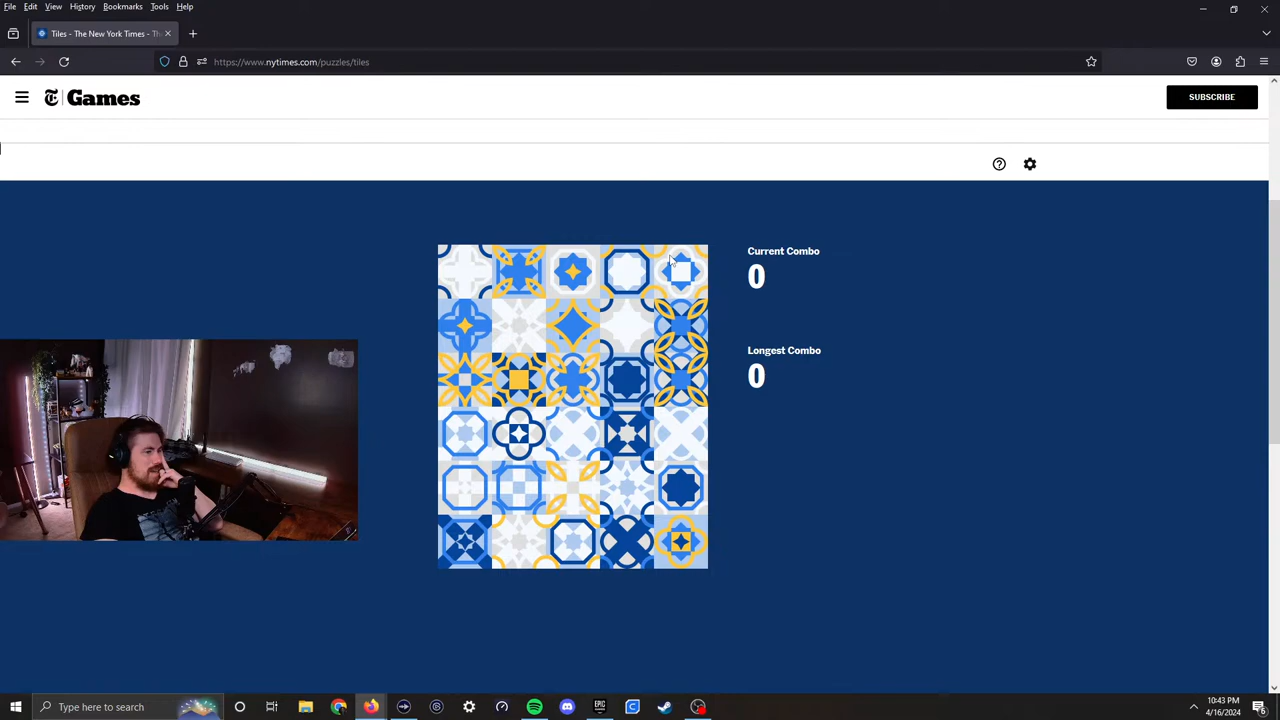 File Edit View History Bookmarks Tools Help
Tiles - The New York Times - Th
https://www.nytimes.com/puzzles/tiles
Games
SUBSCRIBE
Current Combo
0
Longest Combo
0
Type here to search
10:43 PM
4/16/2024
6